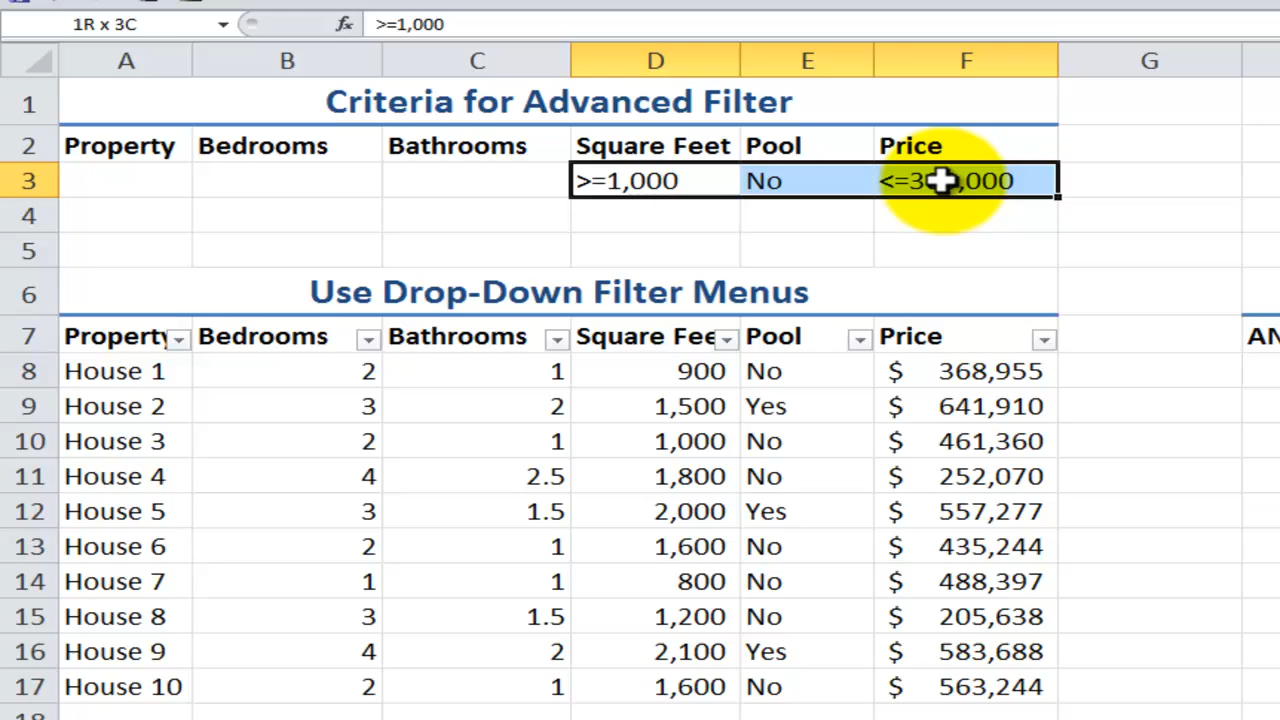 1R x 3C fx >=1,000
A B C D E F G
1 Criteria for Advanced Filter
2 Property Bedrooms Bathrooms Square Feet Pool Price
3 >=1,000 No
4
5
6 Use Drop-Down Filter Menus
7 Property Bedrooms Bathrooms Square Fee Pool Price AN
8 House 1 2 1 900 No $ 368,955
9 House 2 3 2 1,500 Yes $ 641,910
10 House 3 2 1 1,000 No $ 461,360
11 House 4 4 2.5 1,800 No $ 252,070
12 House 5 3 1.5 2,000 Yes $ 557,277
13 House 6 2 1 1,600 No $ 435,244
14 House 7 1 1 800 No $ 488,397
15 House 8 3 1.5 1,200 No $ 205,638
16 House 9 4 2 2,100 Yes $ 583,688
17 House 10 2 1 1,600 No $ 563,244